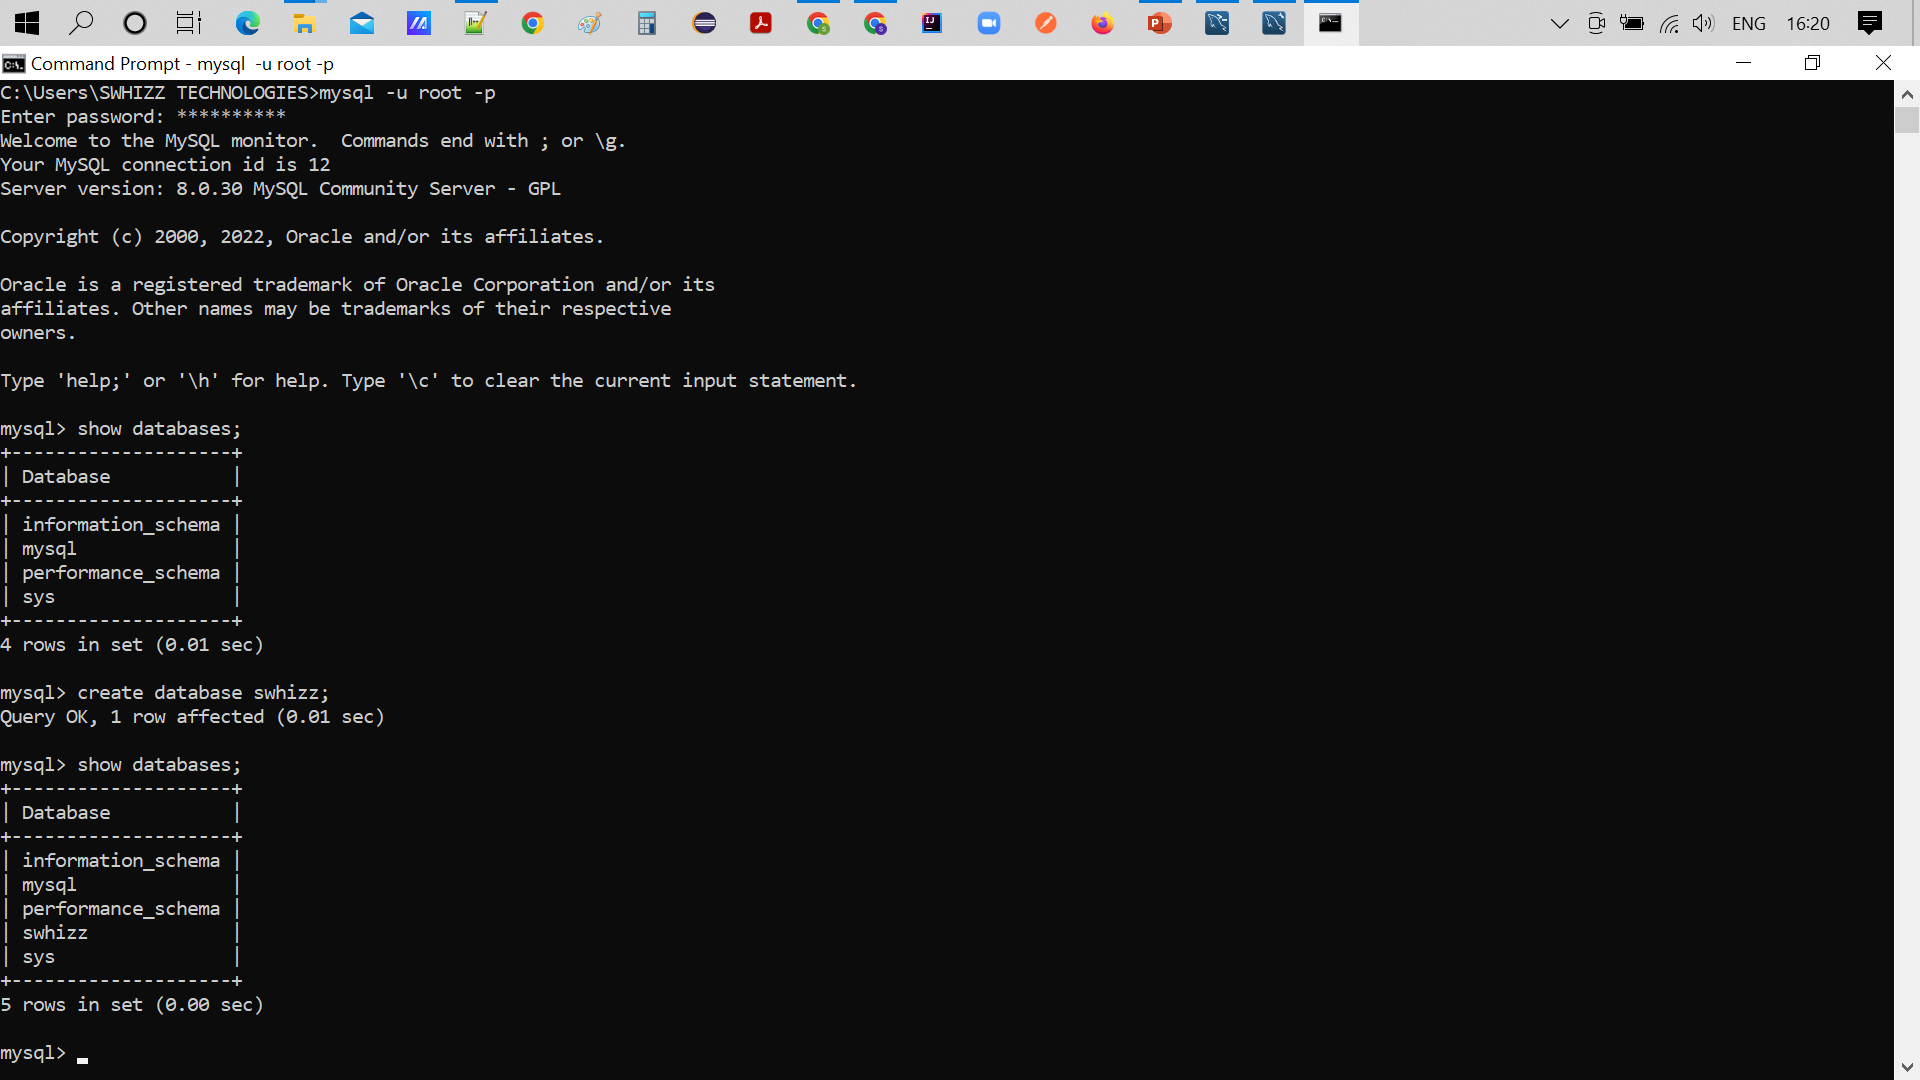 ENG 16:20
Command Prompt - mysql  -u root -p
C:\Users\SWHIZZ TECHNOLOGIES>mysql -u root -p
Enter password: **********
Welcome to the MySQL monitor.  Commands end with ; or \g.
Your MySQL connection id is 12
Server version: 8.0.30 MySQL Community Server - GPL
Copyright (c) 2000, 2022, Oracle and/or its affiliates.
Oracle is a registered trademark of Oracle Corporation and/or its
affiliates. Other names may be trademarks of their respective
owners.
Type 'help;' or '\h' for help. Type '\c' to clear the current input statement.
mysql> show databases;
+--------------------+
| Database           |
+--------------------+
| information_schema |
| mysql              |
| performance_schema |
| sys                |
+--------------------+
4 rows in set (0.01 sec)
mysql> create database swhizz;
Query OK, 1 row affected (0.01 sec)
mysql> show databases;
+--------------------+
| Database           |
+--------------------+
| information_schema |
| mysql              |
| performance_schema |
| swhizz             |
| sys                |
+--------------------+
5 rows in set (0.00 sec)
mysql>